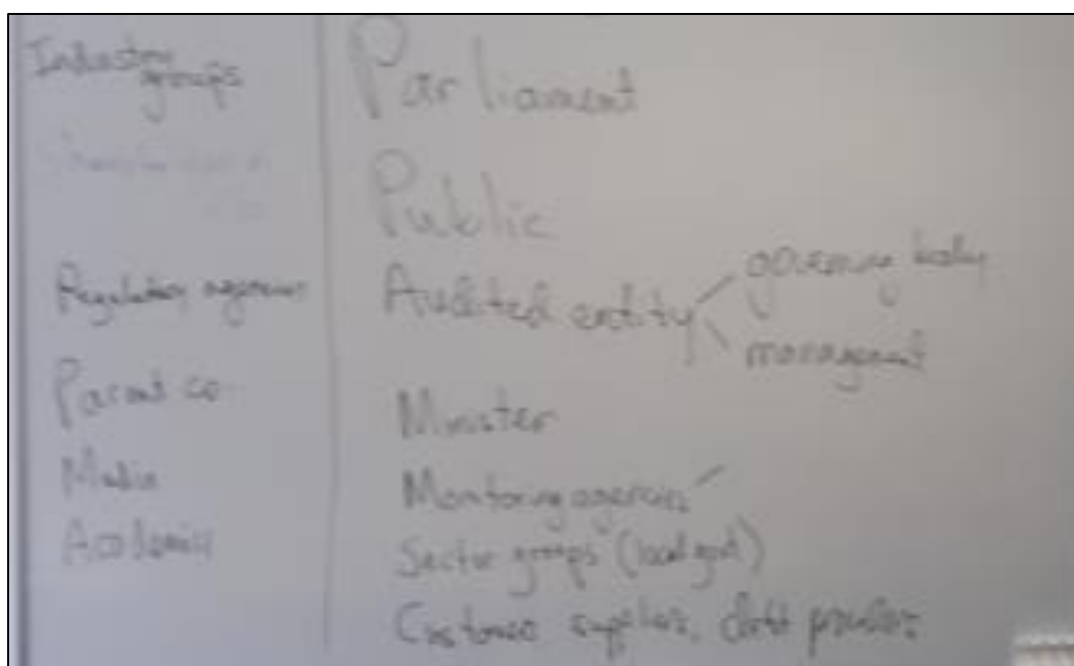 Industry
groups
Regulatory agencies
Parent co.
Media
Academics
Parliament
Public
Audited entity
governing body
management
Minister
Monitoring agencies
Sector groups (local govt)
Customers suppliers, debt providers